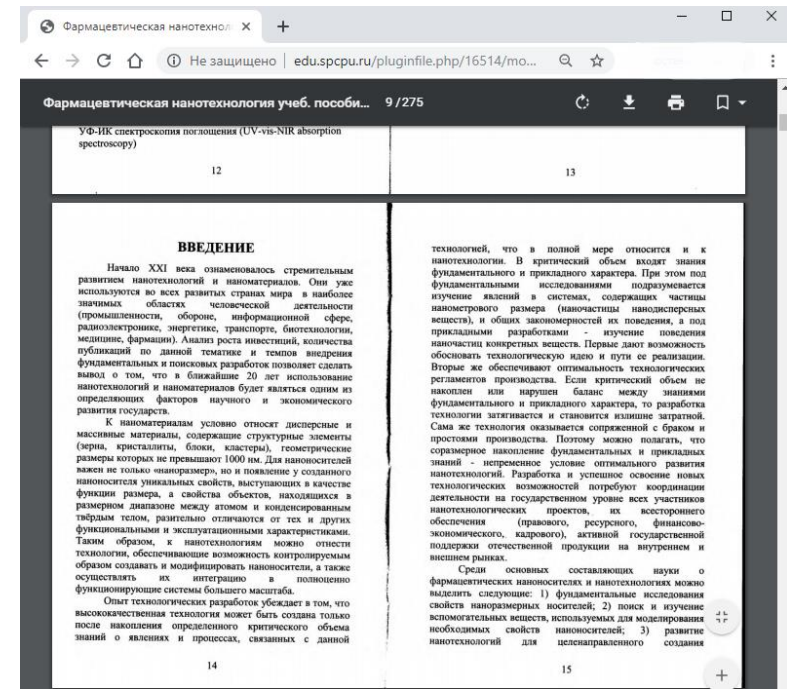 Фармацевтическая нанотехнол
Не защищено | edu.spcpu.ru/pluginfile.php/16514/mo...
Фармацевтическая нанотехнология учеб. пособи... 9 / 275
УФ-ИК спектроскопия поглощения (UV-vis-NIR absorption
spectroscopy)
12
13
ВВЕДЕНИЕ
Начало XXI века ознаменовалось стремительным
развитием нанотехнологий и наноматериалов. Они уже
используются во всех развитых странах мира в наиболее
значимых областях человеческой деятельности
(промышленности, обороне, информационной сфере,
радиоэлектронике, энергетике, транспорте, биотехнологии,
медицине, фармации). Анализ роста инвестиций, количества
публикаций по данной тематике и темпов внедрения
фундаментальных и поисковых разработок позволяет сделать
вывод о том, что в ближайшие 20 лет использование
нанотехнологий и наноматериалов будет являться одним из
определяющих факторов научного и экономического
развития государств.
К наноматериалам условно относят дисперсные и
массивные материалы, содержащие структурные элементы
(зерна, кристаллиты, блоки, кластеры), геометрические
размеры которых не превышают 1000 нм. Для наноносителей
важен не только «наноразмер», но и появление у созданного
наноносителя уникальных свойств, выступающих в качестве
функции размера, а свойства объектов, находящихся в
размерном диапазоне между атомом и конденсированным
твёрдым телом, разительно отличаются от тех и других
функциональными и эксплуатационными характеристиками.
Таким образом, к нанотехнологиям можно отнести
технологии, обеспечивающие возможность контролируемым
образом создавать и модифицировать наноносители, а также
осуществлять их интеграцию в полноценно
функционирующие системы большего масштаба.
Опыт технологических разработок убеждает в том, что
высококачественная технология может быть создана только
после накопления определенного критического объема
знаний о явлениях и процессах, связанных с данной
14
технологией, что в полной мере относится и к
нанотехнологии. В критический объем входят знания
фундаментального и прикладного характера. При этом под
фундаментальными исследованиями подразумевается
изучение явлений в системах, содержащих частицы
нанометрового размера (наночастицы нанодисперсных
веществ), и общих закономерностей их поведения, а под
прикладными разработками - изучение поведения
наночастиц конкретных веществ. Первые дают возможность
обосновать технологическую идею и пути ее реализации.
Вторые же обеспечивают оптимальность технологических
регламентов производства. Если критический объем не
накоплен или нарушен баланс между знаниями
фундаментального и прикладного характера, то разработка
технологии затягивается и становится излишне затратной.
Сама же технология оказывается сопряженной с браком и
простоями производства. Поэтому можно полагать, что
соразмерное накопление фундаментальных и прикладных
знаний - непременное условие оптимального развития
нанотехнологий. Разработка и успешное освоение новых
технологических возможностей потребуют координации
деятельности на государственном уровне всех участников
нанотехнологических проектов, их всестороннего
обеспечения (правового, ресурсного, финансово-
экономического, кадрового), активной государственной
поддержки отечественной продукции на внутреннем и
внешнем рынках.
Среди основных составляющих науки о
фармацевтических наноносителях и нанотехнологиях можно
выделить следующие: 1) фундаментальные исследования
свойств наноразмерных носителей; 2) поиск и изучение
вспомогательных веществ, используемых для моделирования
необходимых свойств наноносителей; 3) развитие
нанотехнологий для целенаправленного создания
15